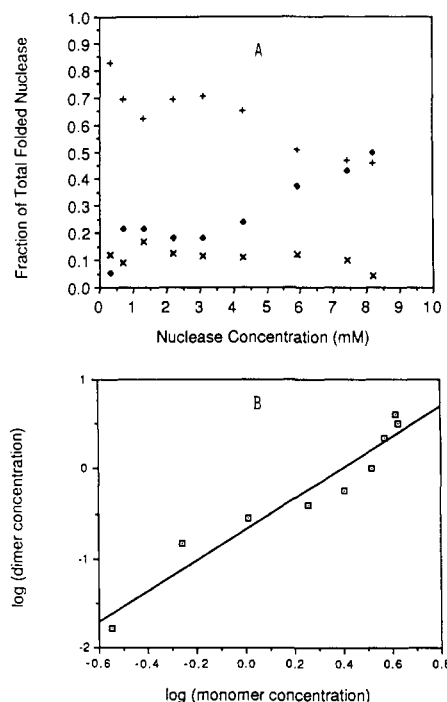 A
1.0
0.9
0.8
0.7
0.6
0.5
0.4
0.3
0.2
0.1
0.0
Fraction of Total Folded Nuclease
0 1 2 3 4 5 6 7 8 9 10
Nuclease Concentration (mM)
B
1
0
-1
-2
log (dimer concentration)
-0.6 -0.4 -0.2 0.0 0.2 0.4 0.6 0.8
log (monomer concentration)